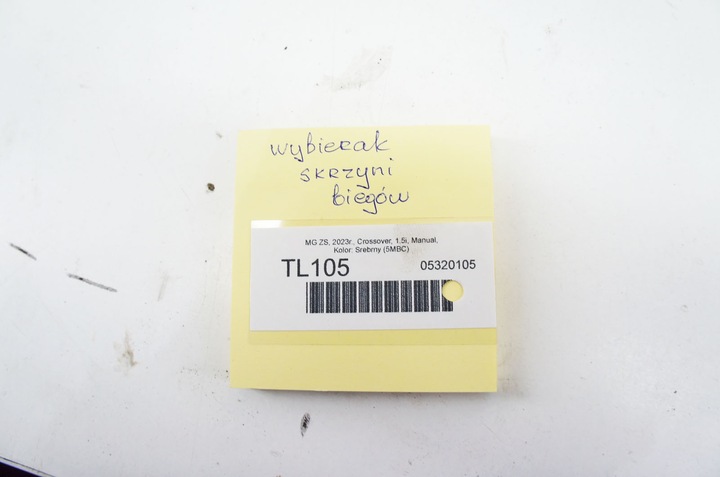 wybierak
skrzyni
biegów
MG ZS, 2023r., Crossover, 1.5i, Manual,
Kolor: Srebrny (5MBC)
TL105 05320105